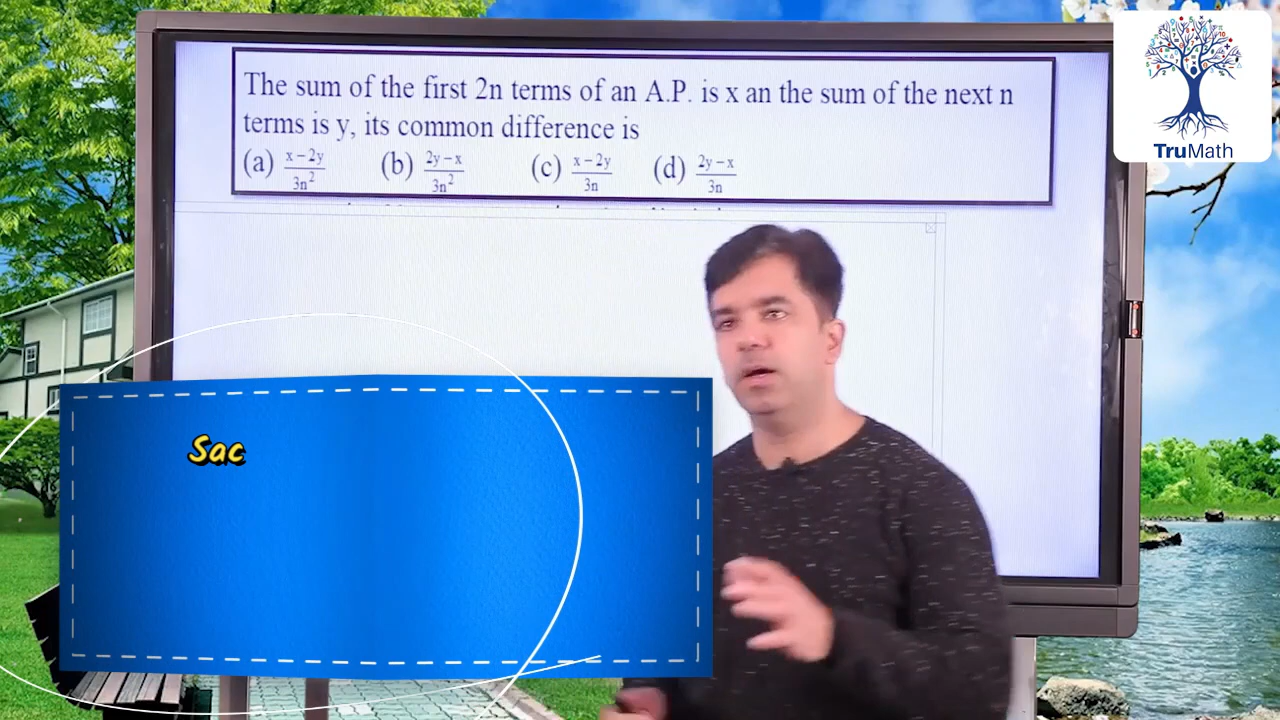 The sum of the first 2n terms of an A.P. is x an the sum of the next n
terms is y, its common difference is
(a) x – 2y / 3n² (b) 2y – x / 3n² (c) x – 2y / 3n (d) 2y – x / 3n
TruMath
Sac